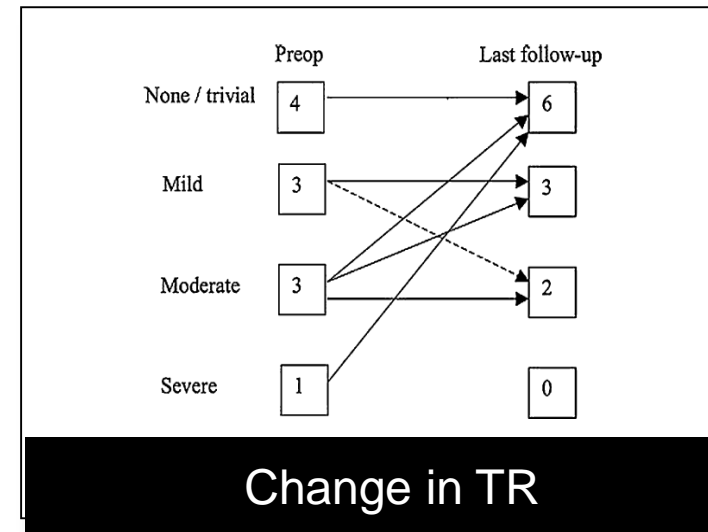 Preop Last follow-up
None / trivial 4 6
Mild 3 3
Moderate 3 2
Severe 1 0
Change in TR